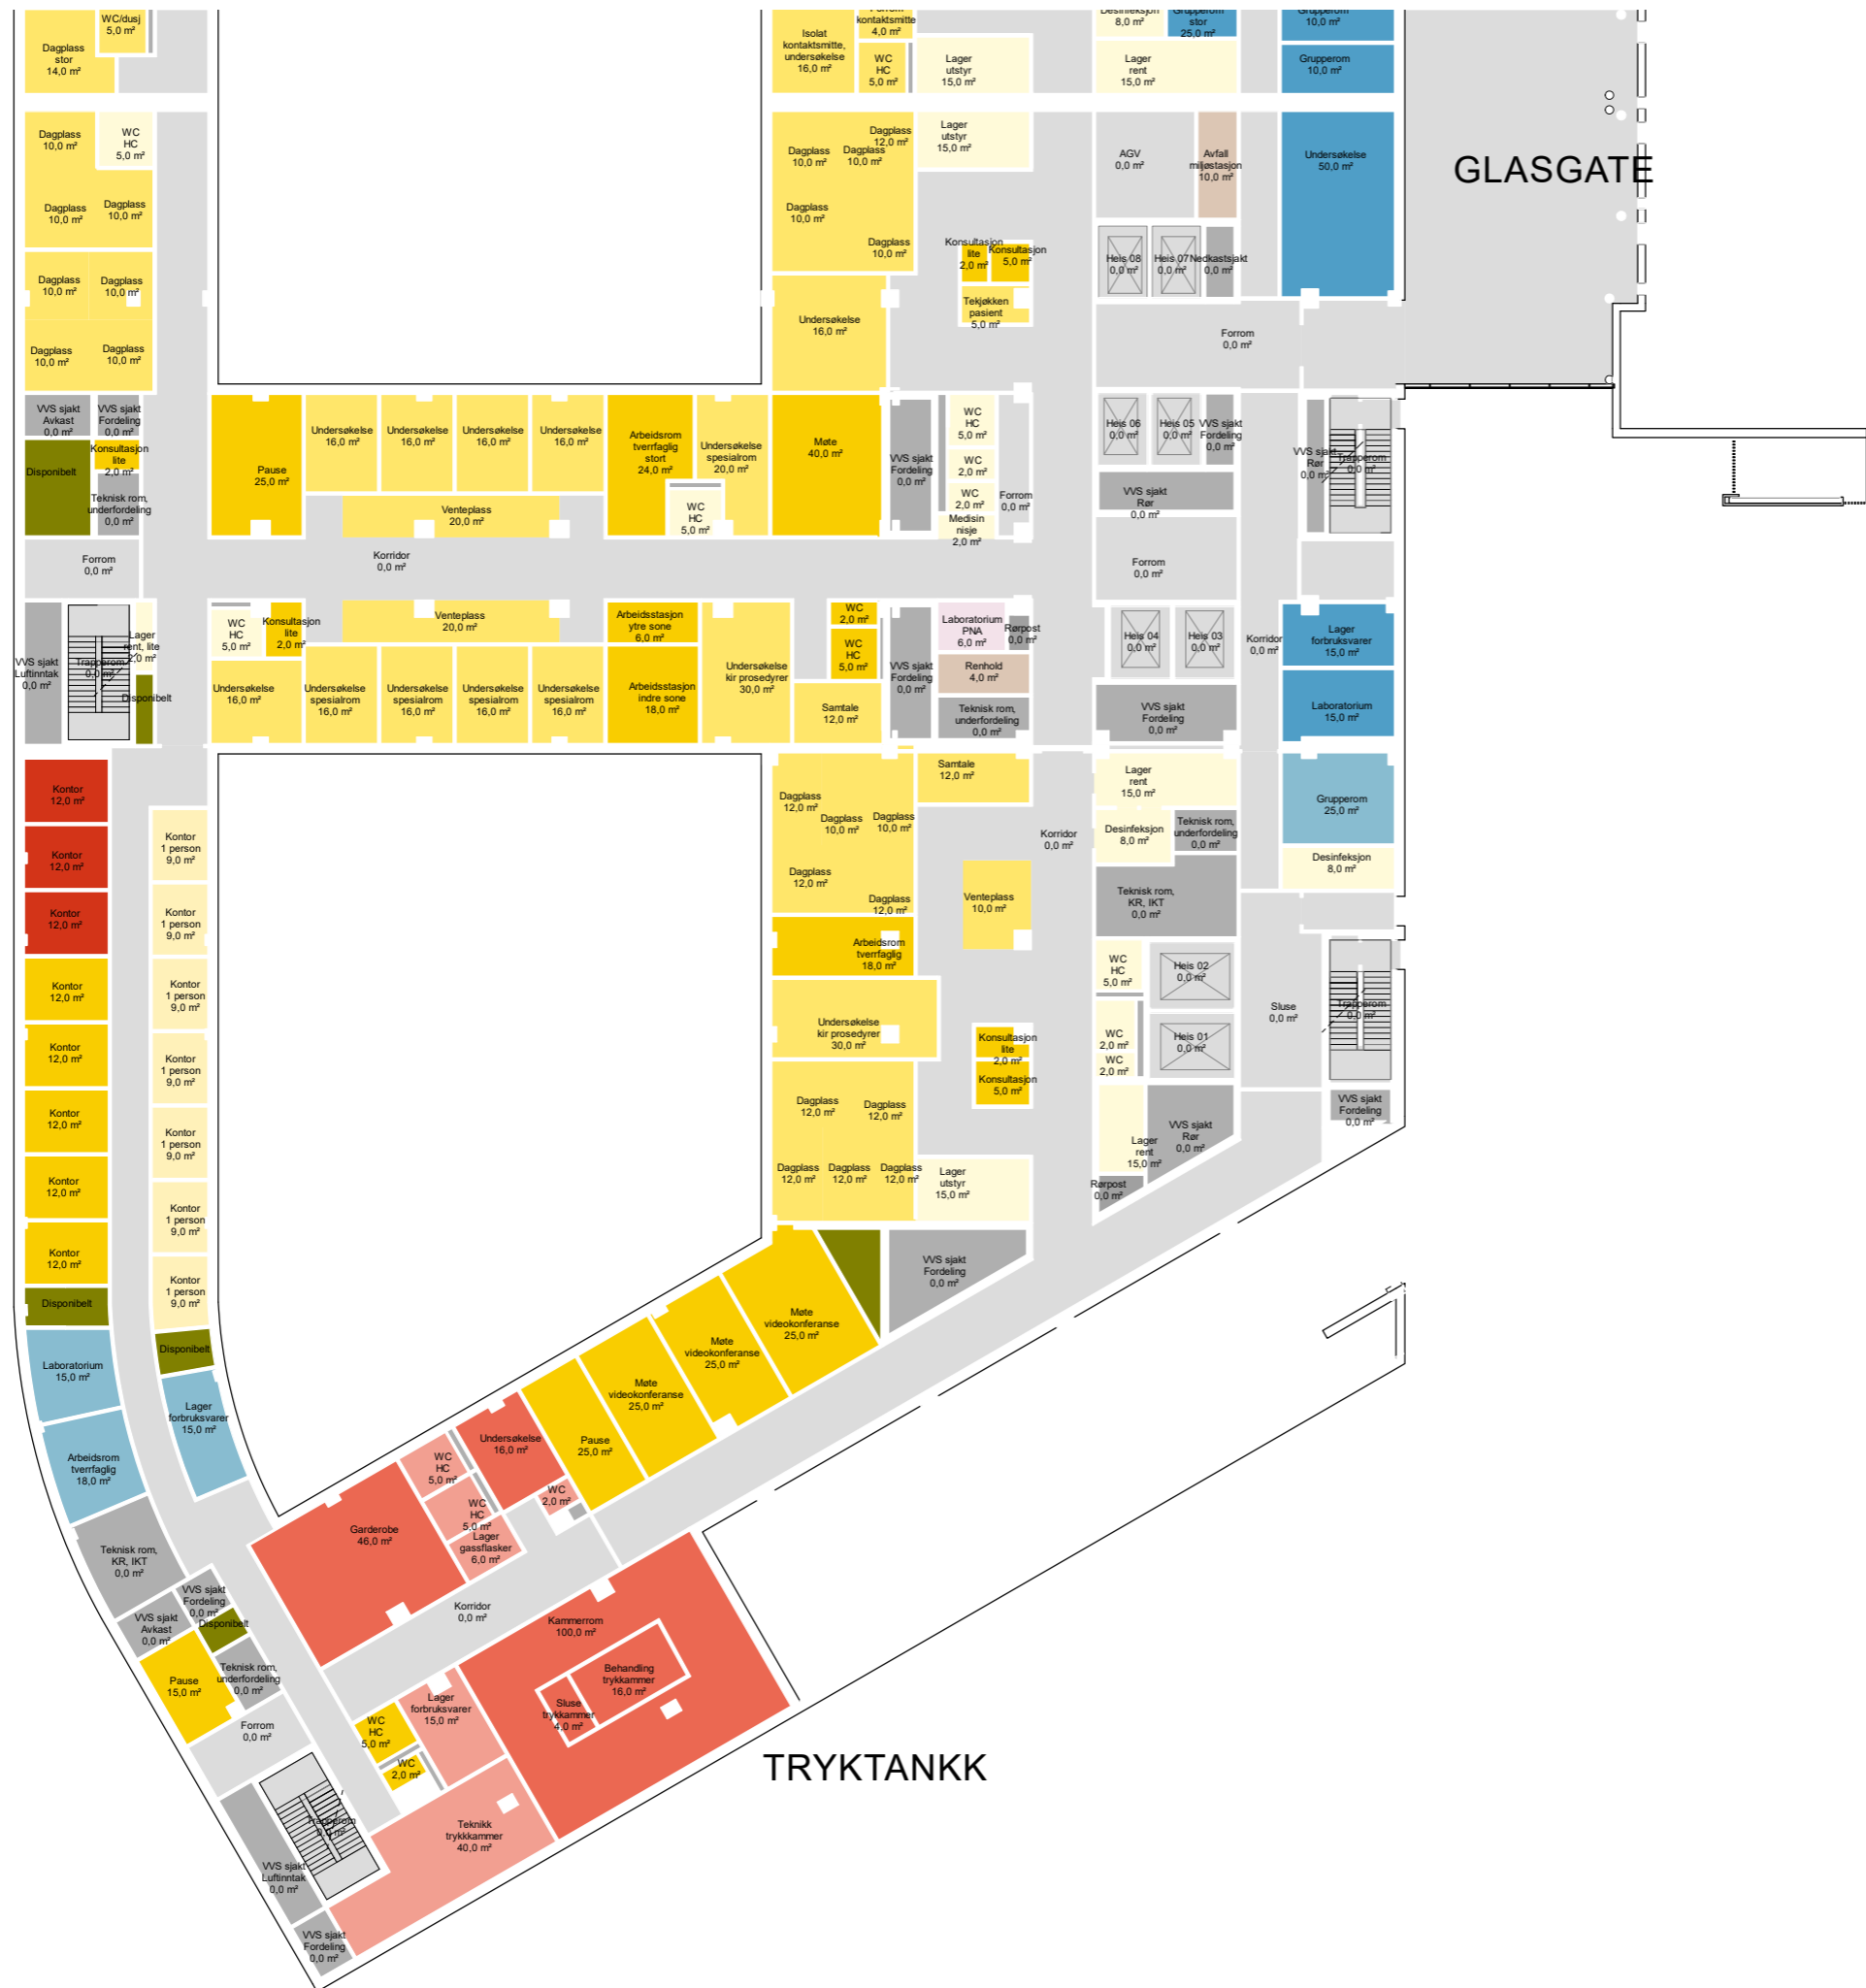 WC/dusj
5,0 m²
Dagplass
stor
14,0 m²
Isolat
kontaktsmitte,
undersøkelse
16,0 m²
kontaktsmitte
4,0 m²
WC
HC
5,0 m²
Lager
utstyr
15,0 m²
Desinfeksjon
8,0 m²
Grupperom
stor
25,0 m²
Lager
rent
15,0 m²
Grupperom
10,0 m²
Grupperom
10,0 m²
Dagplass
10,0 m²
WC
HC
5,0 m²
Dagplass
10,0 m²
Dagplass
10,0 m²
Dagplass
10,0 m²
Dagplass
10,0 m²
Dagplass
10,0 m²
Dagplass
10,0 m²
Dagplass
12,0 m²
Dagplass
10,0 m²
Dagplass
10,0 m²
Dagplass
10,0 m²
Dagplass
10,0 m²
Lager
utstyr
15,0 m²
AGV
0,0 m²
Avfall
miljøstasjon
10,0 m²
Undersøkelse
50,0 m²
GLASGATE
Konsultasjon
lite
2,0 m²
Konsultasjon
5,0 m²
Tekjøkken
pasient
5,0 m²
Heis 08
0,0 m²
Heis 07
0,0 m²
Nedkastsjakt
0,0 m²
Undersøkelse
16,0 m²
Forrom
0,0 m²
VVS sjakt
Avkast
0,0 m²
VVS sjakt
Fordeling
0,0 m²
Disponibelt
Konsultasjon
lite
2,0 m²
Teknisk rom,
underfordeling
0,0 m²
Pause
25,0 m²
Undersøkelse
16,0 m²
Undersøkelse
16,0 m²
Undersøkelse
16,0 m²
Undersøkelse
16,0 m²
Venteplass
20,0 m²
Arbeidsrom
tverrfaglig
stort
24,0 m²
Undersøkelse
spesialrom
20,0 m²
WC
HC
5,0 m²
Møte
40,0 m²
VVS sjakt
Fordeling
0,0 m²
WC
HC
5,0 m²
WC
2,0 m²
WC
2,0 m²
Medisin
nisje
2,0 m²
Forrom
0,0 m²
Heis 06
0,0 m²
Heis 05
0,0 m²
VVS sjakt
Fordeling
0,0 m²
VVS sjakt
Rør
0,0 m²
VVS sjakt
Rør
0,0 m²
Trapperom
0,0 m²
Forrom
0,0 m²
Korridor
0,0 m²
Forrom
0,0 m²
VVS sjakt
Luftinntak
0,0 m²
Trapperom
0,0 m²
Lager
rent, lite
2,0 m²
Disponibelt
WC
HC
5,0 m²
Konsultasjon
lite
2,0 m²
Venteplass
20,0 m²
Undersøkelse
16,0 m²
Undersøkelse
spesialrom
16,0 m²
Undersøkelse
spesialrom
16,0 m²
Undersøkelse
spesialrom
16,0 m²
Undersøkelse
spesialrom
16,0 m²
Arbeidsstasjon
ytre sone
6,0 m²
Arbeidsstasjon
indre sone
18,0 m²
Undersøkelse
kir prosedyrer
30,0 m²
WC
2,0 m²
WC
HC
5,0 m²
Samtale
12,0 m²
VVS sjakt
Fordeling
0,0 m²
Laboratorium
PNA
6,0 m²
Rørpost
0,0 m²
Renhold
4,0 m²
Teknisk rom,
underfordeling
0,0 m²
Heis 04
0,0 m²
Heis 03
0,0 m²
Korridor
0,0 m²
VVS sjakt
Fordeling
0,0 m²
Lager
forbruksvarer
15,0 m²
Laboratorium
15,0 m²
Kontor
12,0 m²
Kontor
12,0 m²
Kontor
12,0 m²
Kontor
12,0 m²
Kontor
12,0 m²
Kontor
12,0 m²
Kontor
12,0 m²
Kontor
12,0 m²
Disponibelt
Kontor
1 person
9,0 m²
Kontor
1 person
9,0 m²
Kontor
1 person
9,0 m²
Kontor
1 person
9,0 m²
Kontor
1 person
9,0 m²
Kontor
1 person
9,0 m²
Kontor
1 person
9,0 m²
Disponibelt
Dagplass
12,0 m²
Dagplass
10,0 m²
Dagplass
10,0 m²
Dagplass
12,0 m²
Dagplass
12,0 m²
Samtale
12,0 m²
Korridor
0,0 m²
Lager
rent
15,0 m²
Desinfeksjon
8,0 m²
Teknisk rom,
underfordeling
0,0 m²
Teknisk rom,
KR, IKT
0,0 m²
Grupperom
25,0 m²
Desinfeksjon
8,0 m²
Venteplass
10,0 m²
Arbeidsrom
tverrfaglig
18,0 m²
Undersøkelse
kir prosedyrer
30,0 m²
Konsultasjon
lite
2,0 m²
Konsultasjon
5,0 m²
WC
HC
5,0 m²
WC
2,0 m²
WC
2,0 m²
Heis 02
0,0 m²
Heis 01
0,0 m²
Sluse
0,0 m²
Trapperom
0,0 m²
VVS sjakt
Fordeling
0,0 m²
Dagplass
12,0 m²
Dagplass
12,0 m²
Dagplass
12,0 m²
Dagplass
12,0 m²
Dagplass
12,0 m²
Lager
utstyr
15,0 m²
Lager
rent
15,0 m²
VVS sjakt
Rør
0,0 m²
Rørpost
0,0 m²
VVS sjakt
Fordeling
0,0 m²
Møte
videokonferanse
25,0 m²
Møte
videokonferanse
25,0 m²
Møte
videokonferanse
25,0 m²
Pause
25,0 m²
Laboratorium
15,0 m²
Lager
forbruksvarer
15,0 m²
Arbeidsrom
tverrfaglig
18,0 m²
Undersøkelse
16,0 m²
WC
HC
5,0 m²
WC
HC
5,0 m²
WC
2,0 m²
Lager
gassflasker
6,0 m²
Garderobe
46,0 m²
Teknisk rom,
KR, IKT
0,0 m²
VVS sjakt
Fordeling
0,0 m²
VVS sjakt
Avkast
0,0 m²
Disponibelt
Korridor
0,0 m²
Kammerrom
100,0 m²
Behandling
trykkammer
16,0 m²
Sluse
trykkammer
4,0 m²
Pause
15,0 m²
Teknisk rom,
underfordeling
0,0 m²
Forrom
0,0 m²
Lager
forbruksvarer
15,0 m²
WC
HC
5,0 m²
WC
2,0 m²
TRYKTANKK
Trapperom
0,0 m²
Teknikk
trykkkammer
40,0 m²
VVS sjakt
Luftinntak
0,0 m²
VVS sjakt
Fordeling
0,0 m²